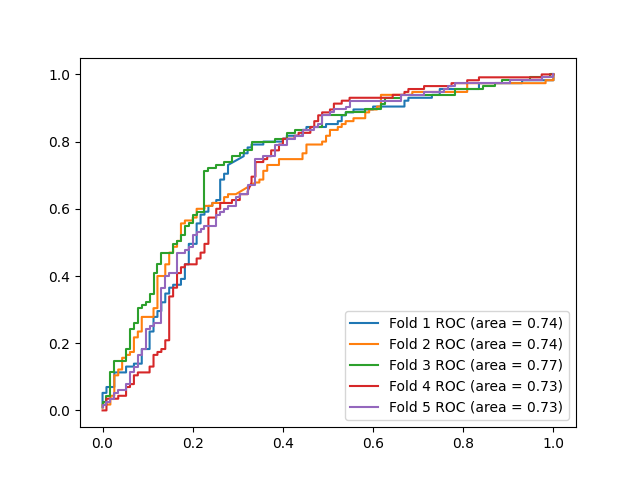 1.0
0.8
0.6
0.4
0.2
0.0
Fold 1 ROC (area = 0.74)
Fold 2 ROC (area = 0.74)
Fold 3 ROC (area = 0.77)
Fold 4 ROC (area = 0.73)
Fold 5 ROC (area = 0.73)
0.0 0.2 0.4 0.6 0.8 1.0